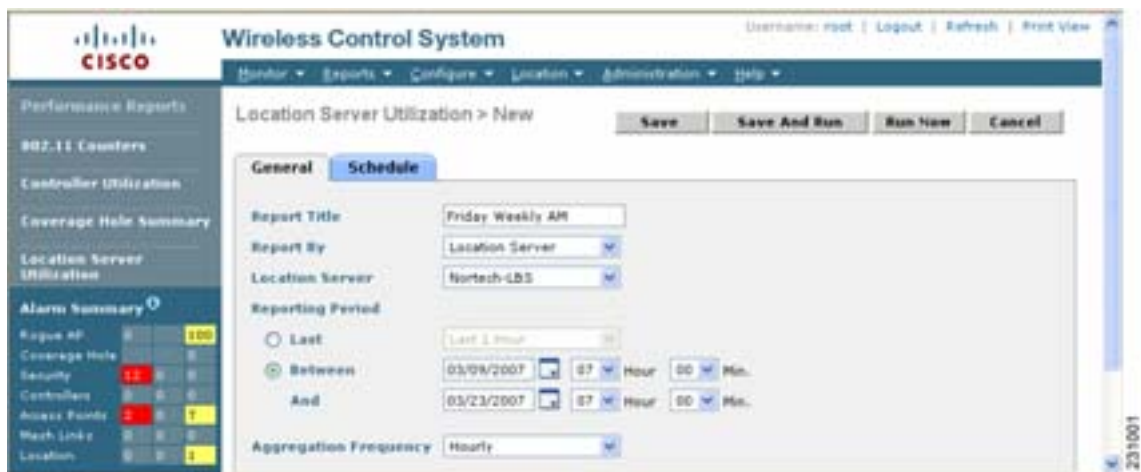 Username: root | Logout | Refresh | Print View
CISCO
Wireless Control System
Monitor Reports Configure Location Administration Help
Performance Reports
802.11 Counters
Controller Utilization
Coverage Hole Summary
Location Server Utilization
Alarm Summary
Rogue AP 0 100
Coverage Hole 0
Security 12 0 0
Controllers 0 0 0
Access Points 2 0 7
Mesh Links 0 0 0
Location 0 0 1
Location Server Utilization > New
Save
Save And Run
Run Now
Cancel
General
Schedule
Report Title Friday Weekly AM
Report By Location Server
Location Server Nortech-LBS
Reporting Period
Last Last 1 Hour
Between 03/09/2007 07 Hour 00 Min.
And 03/23/2007 07 Hour 00 Min.
Aggregation Frequency Hourly
231001